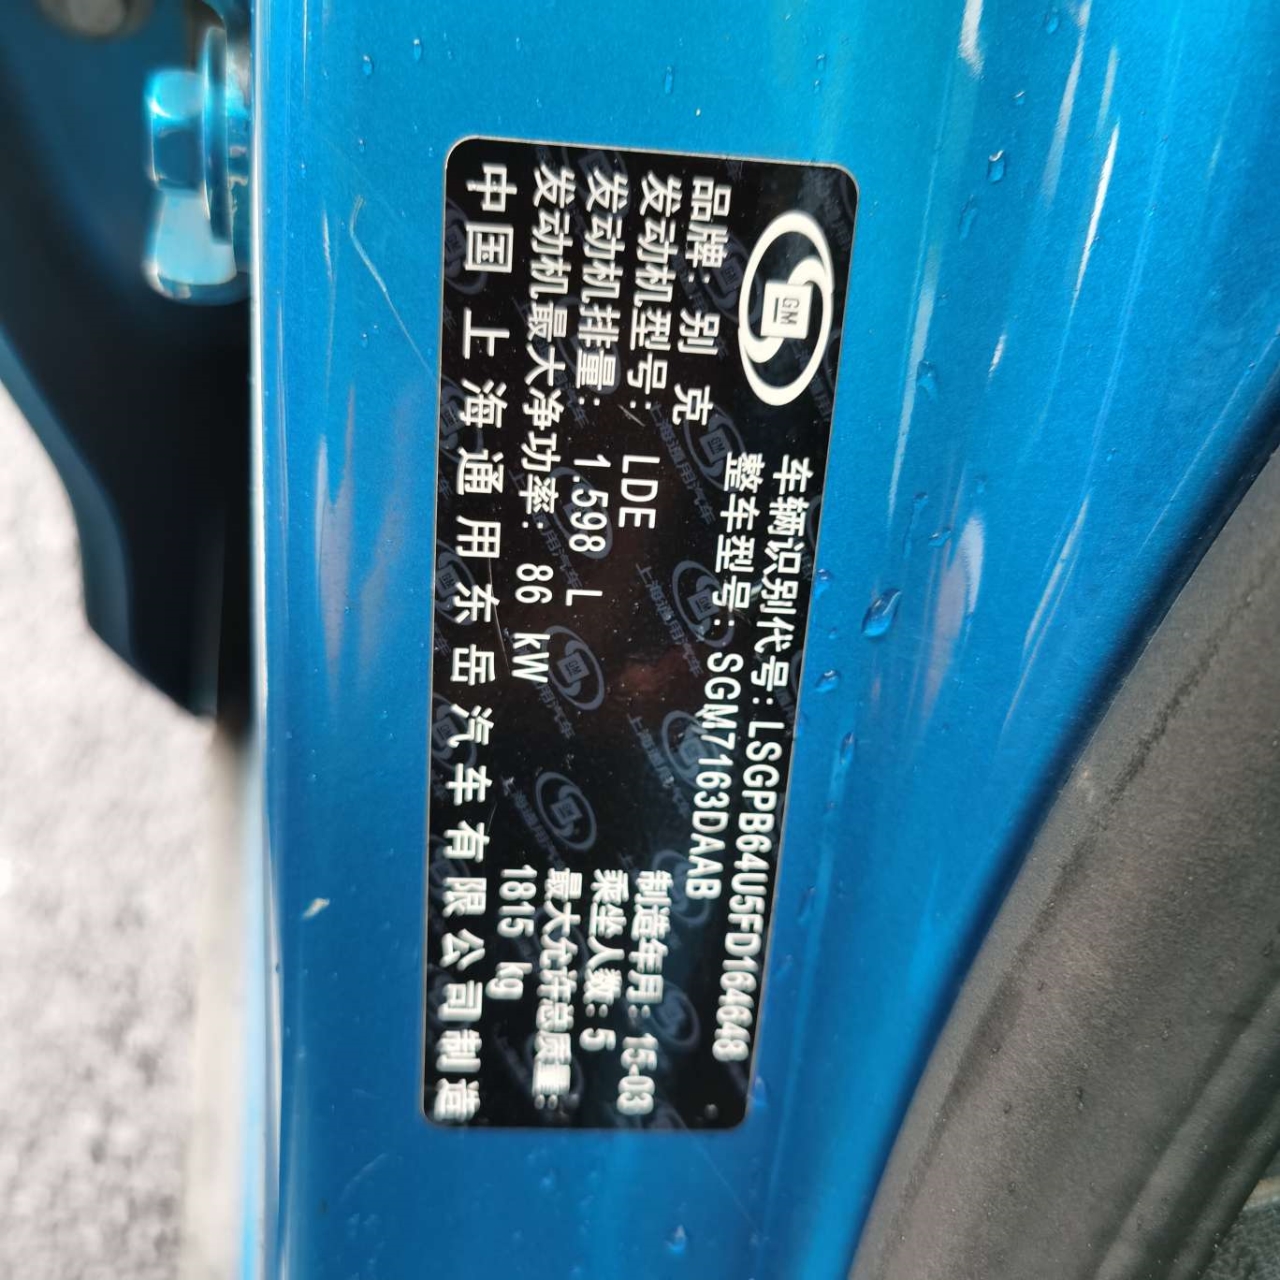 GM
车辆识别代号:LSGPB64U5FD164648
整车型号:SGM7163DAAB
品牌: 别 克
发动机型号: LDE
制造年月: 15-03
发动机排量: 1.598 L
乘坐人数: 5
发动机最大净功率: 86 kW
最大允许总质量:
1815 kg
中国 上海通用东岳汽车有限公司制造